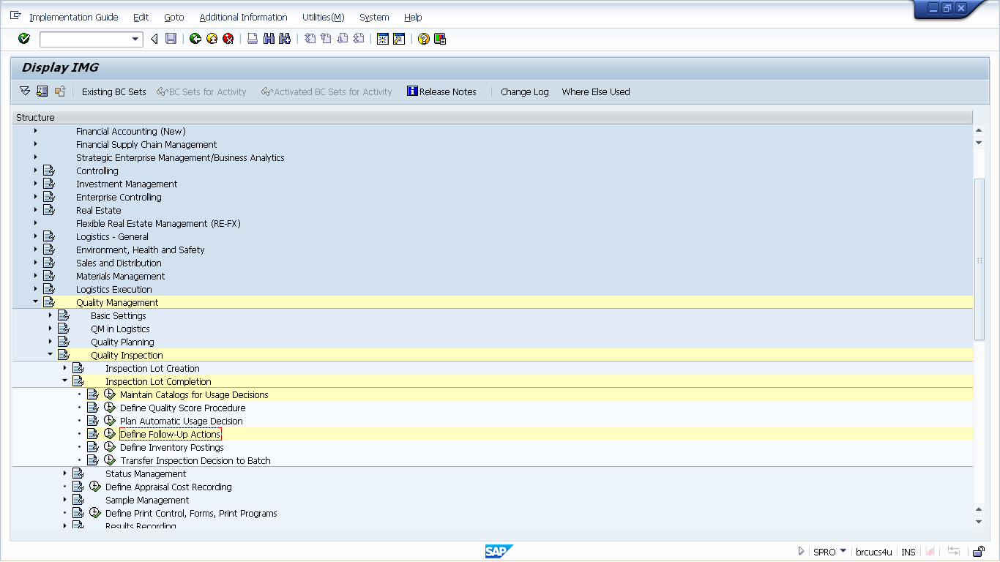 Implementation Guide Edit Goto Additional Information Utilities(M) System Help
Display IMG
Existing BC Sets BC Sets for Activity Activated BC Sets for Activity Release Notes Change Log Where Else Used
Structure
Financial Accounting (New)
Financial Supply Chain Management
Strategic Enterprise Management/Business Analytics
Controlling
Investment Management
Enterprise Controlling
Real Estate
Flexible Real Estate Management (RE-FX)
Logistics - General
Environment, Health and Safety
Sales and Distribution
Materials Management
Logistics Execution
Quality Management
Basic Settings
QM in Logistics
Quality Planning
Quality Inspection
Inspection Lot Creation
Inspection Lot Completion
Maintain Catalogs for Usage Decisions
Define Quality Score Procedure
Plan Automatic Usage Decision
Define Follow-Up Actions
Define Inventory Postings
Transfer Inspection Decision to Batch
Status Management
Define Appraisal Cost Recording
Sample Management
Define Print Control, Forms, Print Programs
Results Recording
SAP SPRO brcucs4u INS